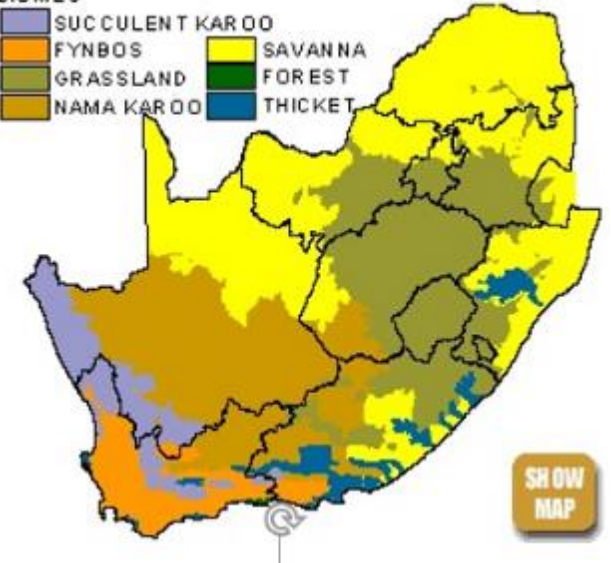 SUCCULENT KAROO
FYNBOS
GRASSLAND
NAMA KAROO
SAVANNA
FOREST
THICKET
SHOW
MAP